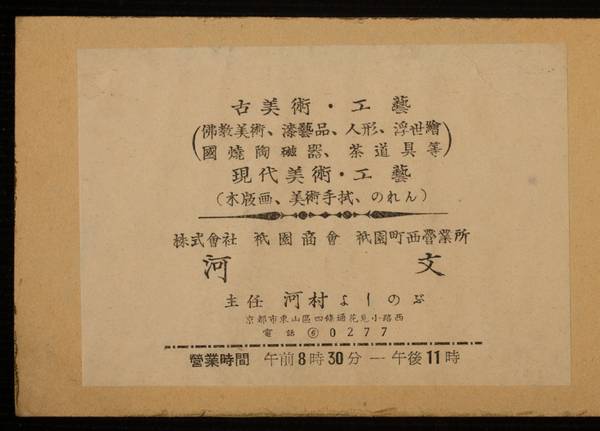 古美術・工藝
(佛教美術、漆藝品、人形、浮世繪
國焼陶磁器、茶道具等)
現代美術・工藝
(木版画、美術手拭、のれん)
株式會社 祇園商會 祇園町西營業所
河文
主任 河村よしのぶ
京都市東山區四條通花見小路西
電話⑥0277
營業時間 午前8時30分—午後11時